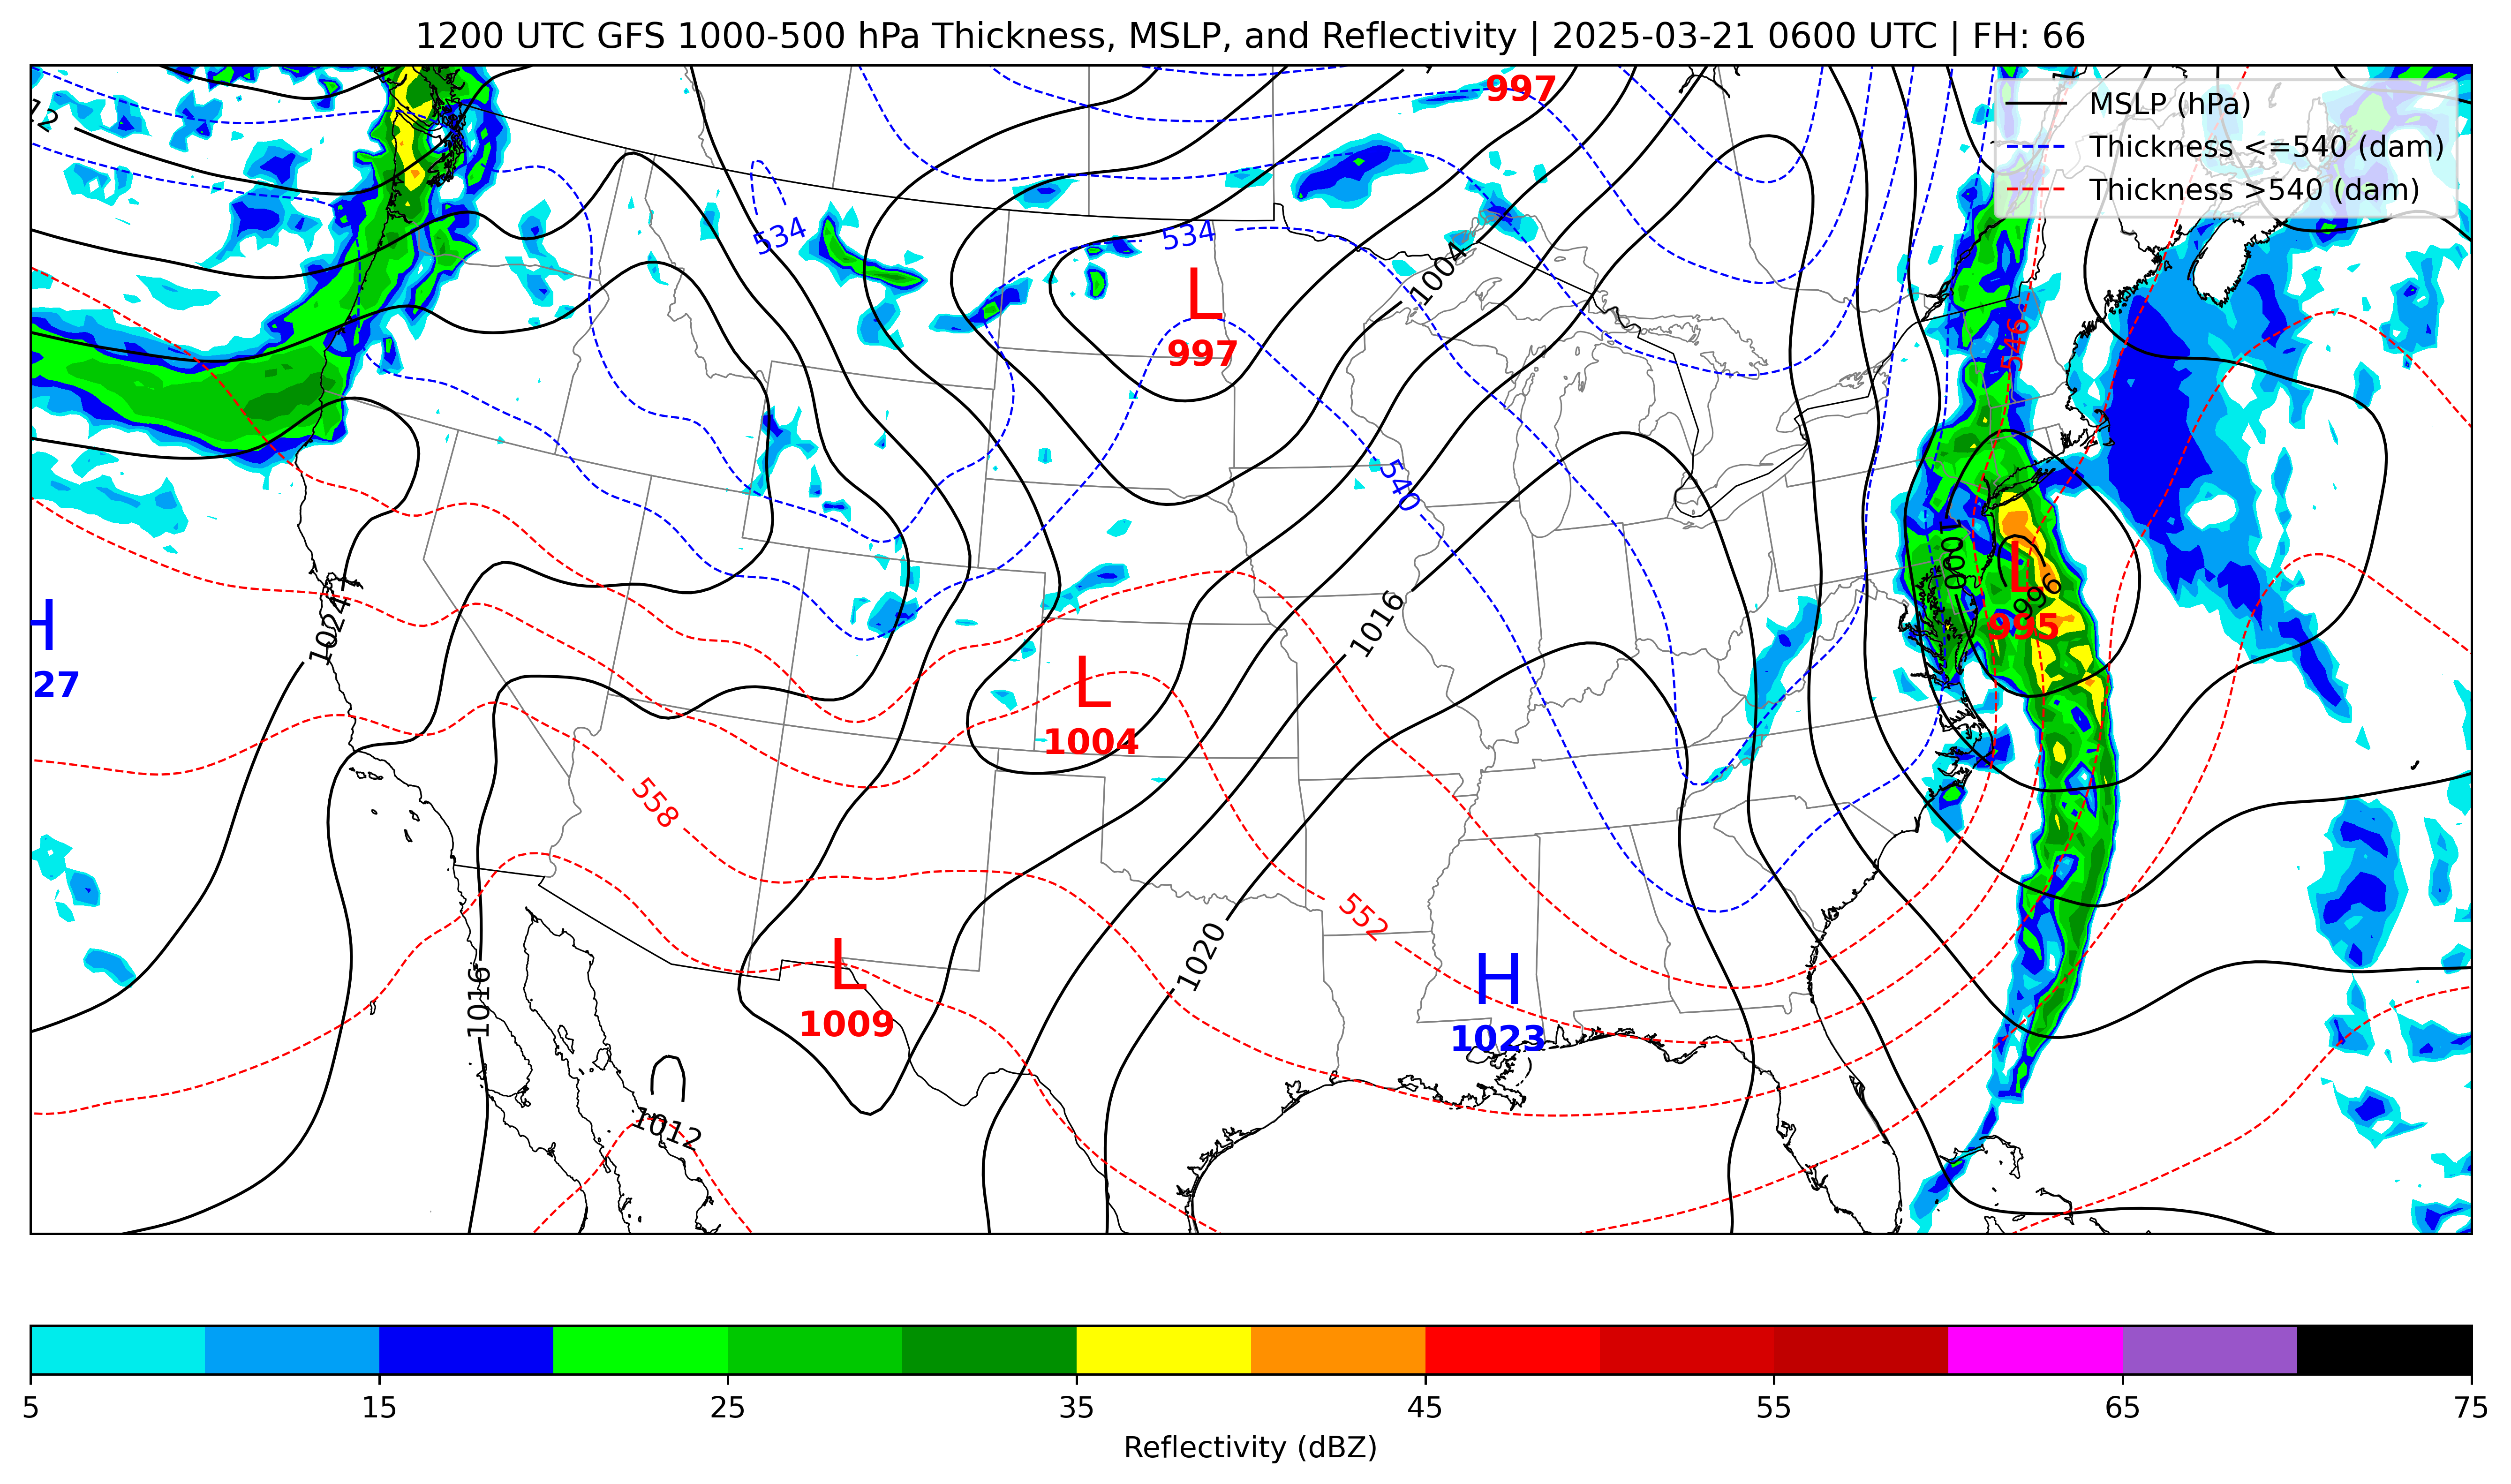 1200 UTC GFS 1000-500 hPa Thickness, MSLP, and Reflectivity | 2025-03-21 0600 UTC | FH: 66
997
MSLP (hPa)
Thickness <=540 (dam)
Thickness >540 (dam)
534
534
L
997
1004
546
540
1000
L
996
995
H
27
1024
1016
L
1004
558
552
1020
L
1009
H
1023
1016
1012
5 15 25 35 45 55 65 75
Reflectivity (dBZ)